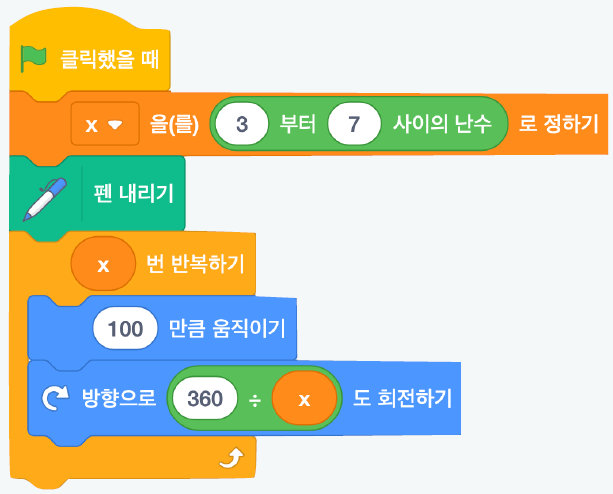 클릭했을 때
x 을(를) 3 부터 7 사이의 난수 로 정하기
펜 내리기
x 번 반복하기
100 만큼 움직이기
방향으로 360 ÷ x 도 회전하기